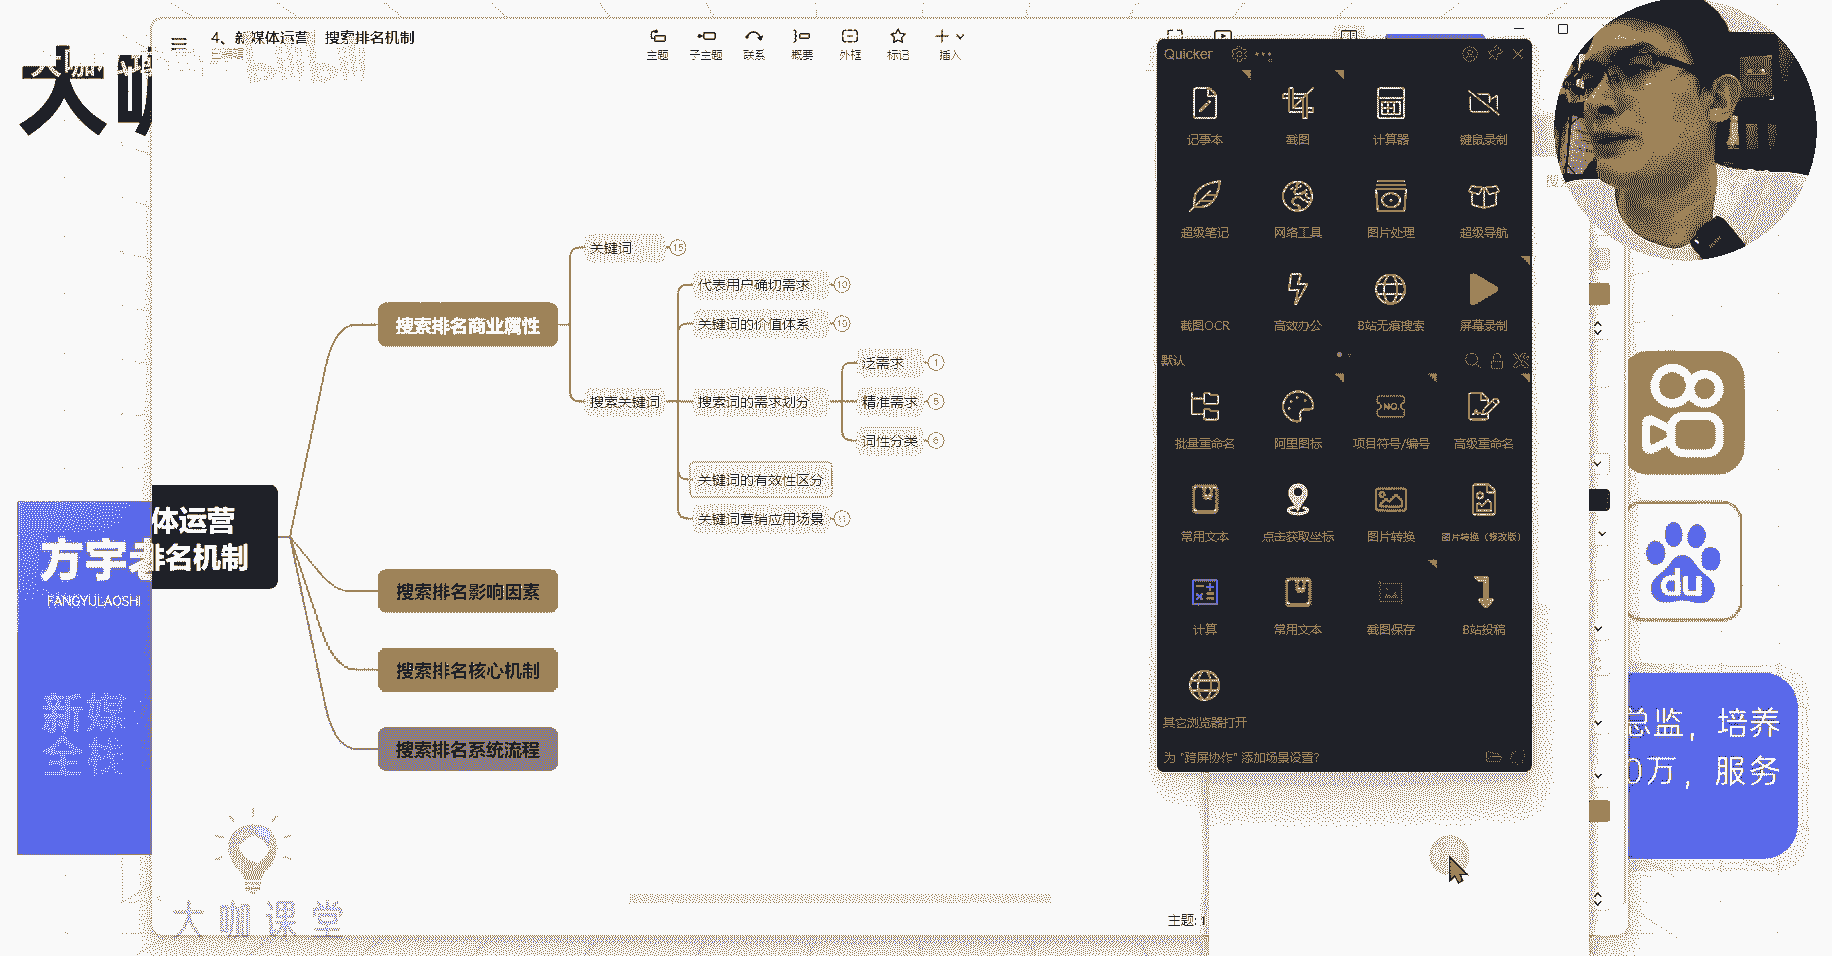 4、新媒体运营 搜索排名机制
已编辑
主题 子主题 联系 概要 外框 标记 插入
大咖
bilibili
体运营
排名机制
搜索排名商业属性
关键词 15
搜索关键词
代表用户确切需求 10
关键词的价值体系 19
搜索词的需求划分
泛需求 1
精准需求 5
词性分类 6
关键词的有效性区分
关键词营销应用场景
搜索排名影响因素
搜索排名核心机制
搜索排名系统流程
方宇老
FANGYULAOSHI
新媒
全栈
大咖课堂
主题: 1
Quicker
记事本 截图 计算器 键鼠录制
超级笔记 网络工具 图片处理 超级导航
截图OCR 高效办公 B站无痕搜索 屏幕录制
默认
批量重命名 阿里图标 项目符号/编号 高级重命名
NO.
常用文本 点击获取坐标 图片转换 图片转换（修改版）
计算 常用文本 截图保存 B站投稿
其它浏览器打开
为 "跨屏协作" 添加场景设置?
du
总监，培养
0万，服务